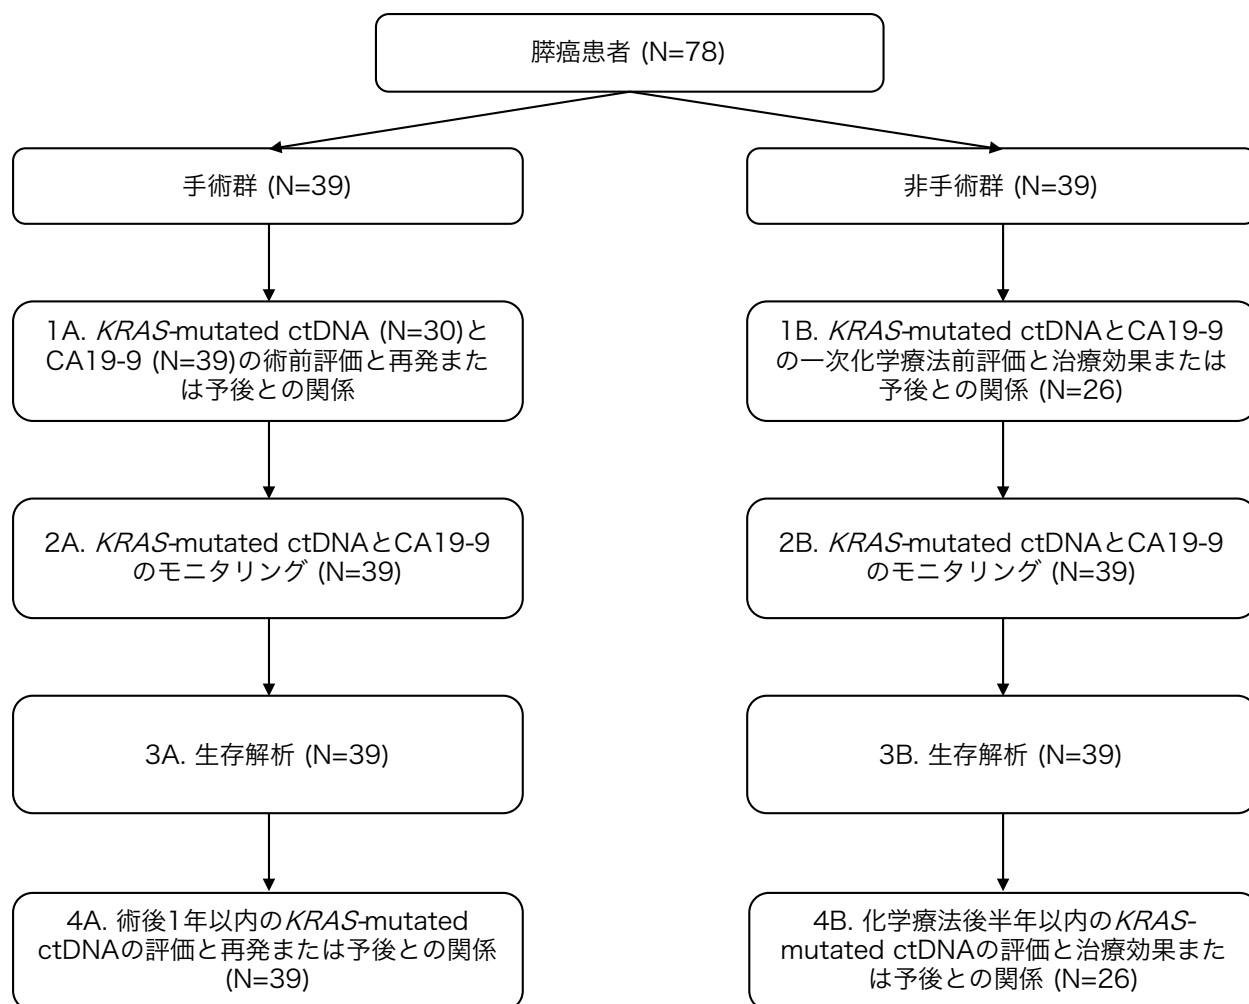 膵癌患者 (N=78)
手術群 (N=39)
非手術群 (N=39)
1A. KRAS-mutated ctDNA (N=30)と
CA19-9 (N=39)の術前評価と再発また
は予後との関係
1B. KRAS-mutated ctDNAとCA19-9
の一次化学療法前評価と治療効果または
予後との関係 (N=26)
2A. KRAS-mutated ctDNAとCA19-9
のモニタリング (N=39)
2B. KRAS-mutated ctDNAとCA19-9
のモニタリング (N=39)
3A. 生存解析 (N=39)
3B. 生存解析 (N=39)
4A. 術後1年以内のKRAS-mutated
ctDNAの評価と再発または予後との関係
(N=39)
4B. 化学療法後半年以内のKRAS-
mutated ctDNAの評価と治療効果また
は予後との関係 (N=26)